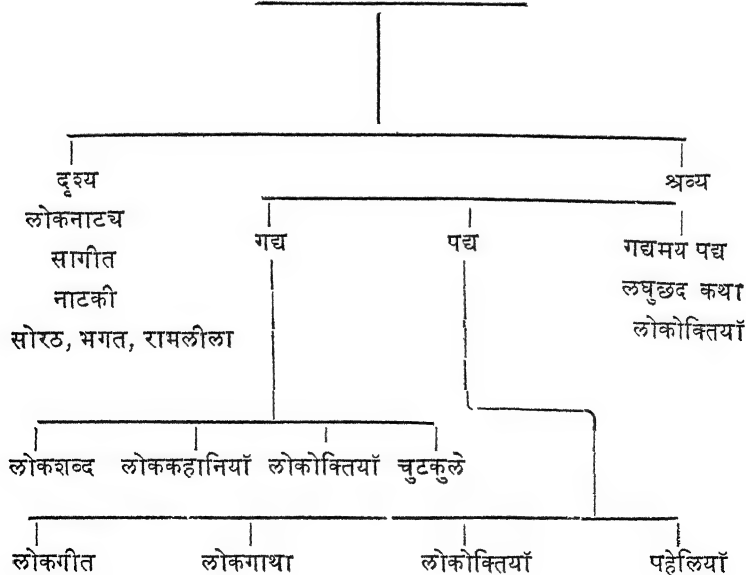 दृश्य
श्रव्य
लोकनाट्य
सागीत
नाटकी
सोरठ, भगत, रामलीला
गद्य
पद्य
गद्यमय पद्य
लघुछद कथा
लोकोक्तियॉ
लोकशब्द लोककहानियॉ लोकोक्तियॉ चुटकुले
लोकगीत लोकगाथा लोकोक्तियॉ पहेलियॉ